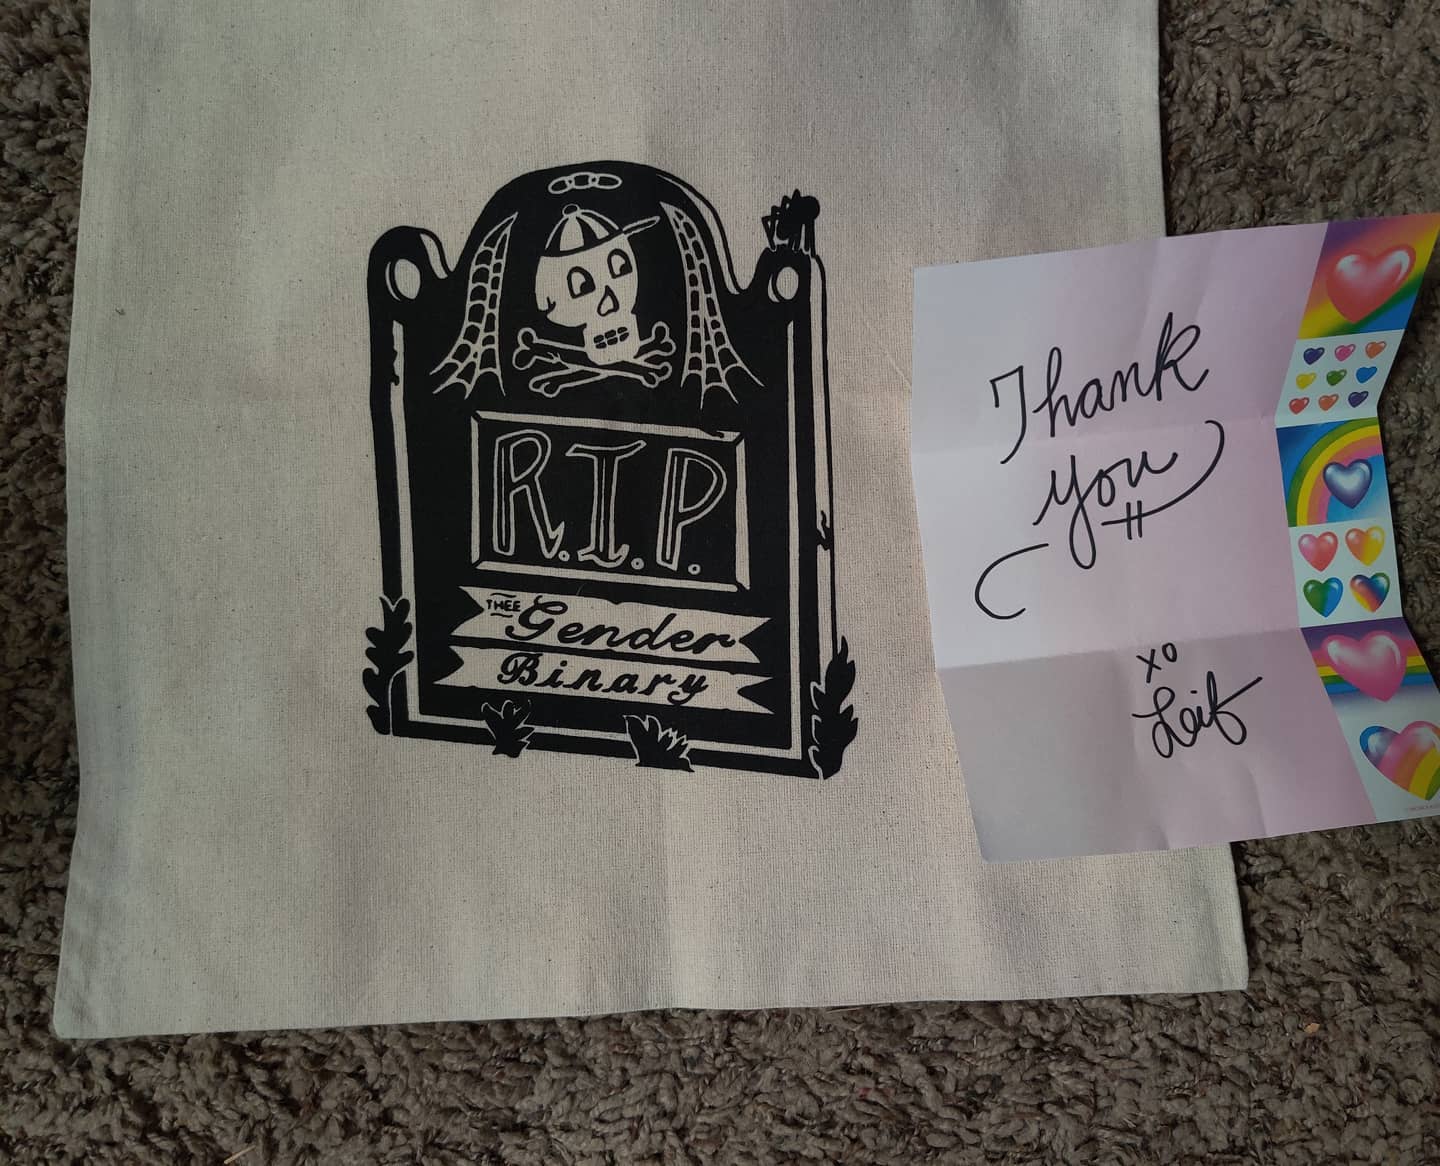 R.I.P.
THEE Gender
Binary
Thank
you
xo
Leif